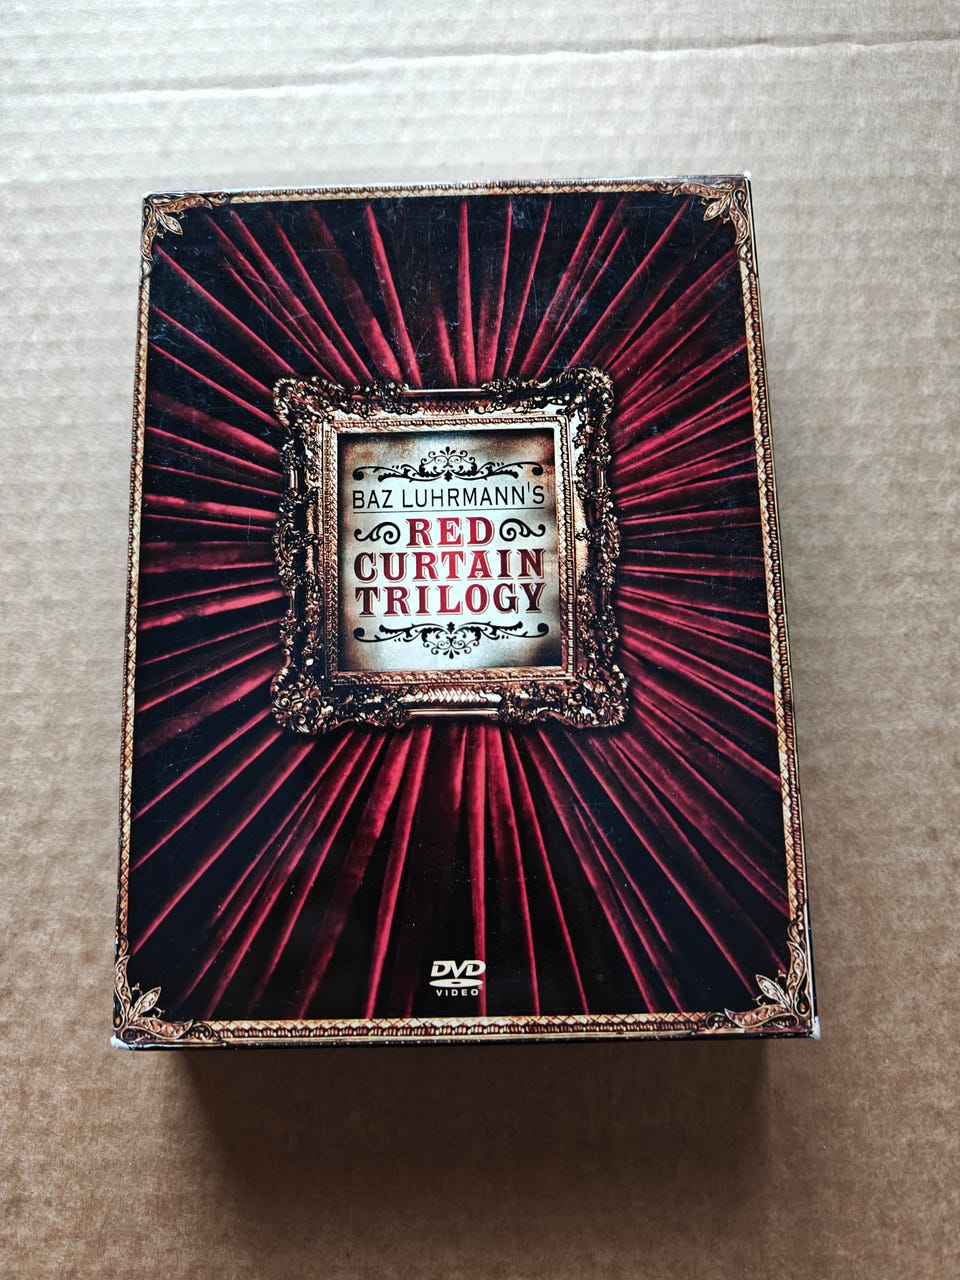 BAZ LUHRMANN'S
RED
CURTAIN
TRILOGY
DVD
VIDEO